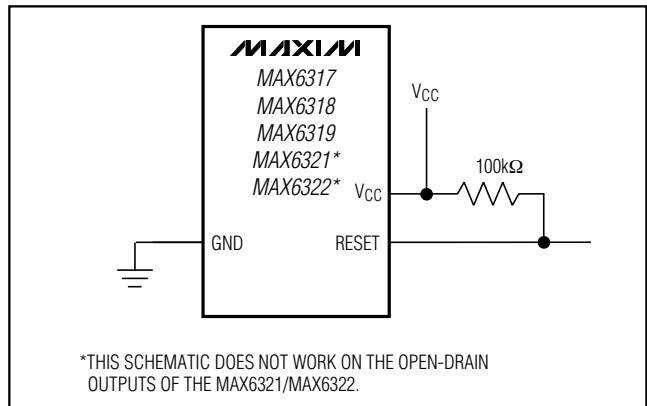 MAXIM
MAX6317
MAX6318
MAX6319
MAX6321*
MAX6322*
VCC
VCC
100kΩ
GND
RESET
*THIS SCHEMATIC DOES NOT WORK ON THE OPEN-DRAIN
OUTPUTS OF THE MAX6321/MAX6322.